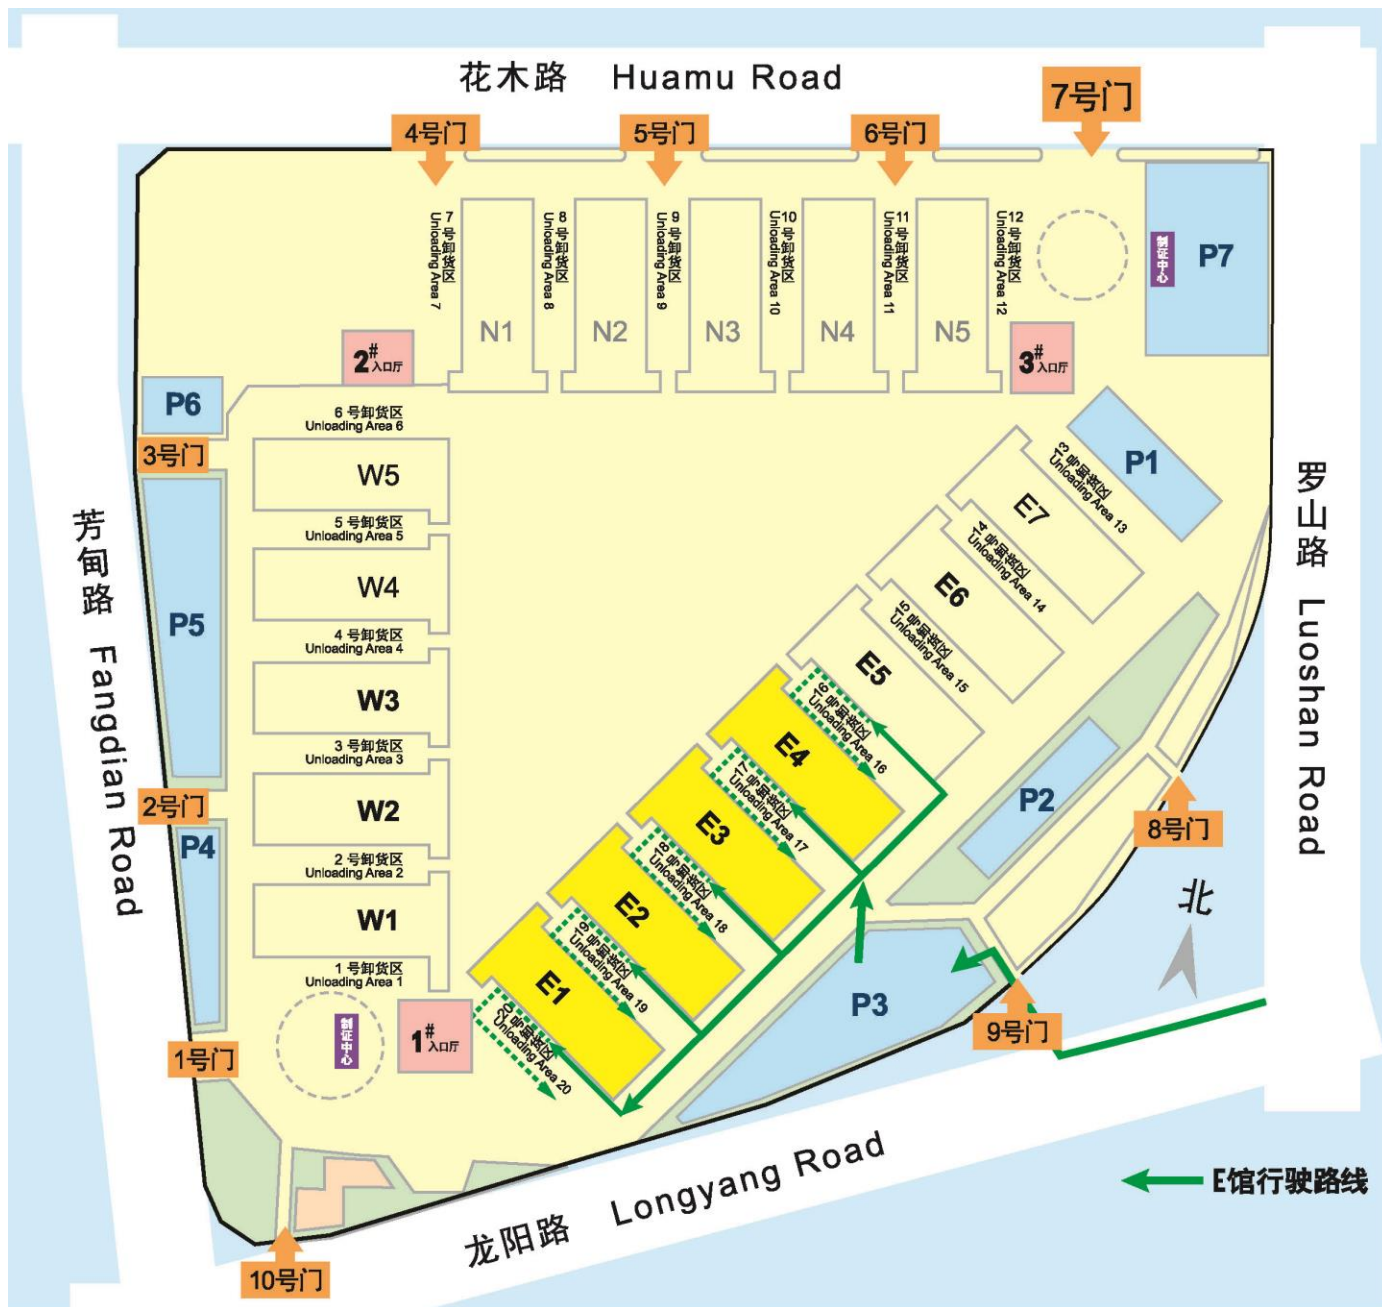 花木路 Huamu Road
7号门
4号门
5号门
6号门
7号卸货区
Unloading Area 7
8号卸货区
Unloading Area 8
9号卸货区
Unloading Area 9
10号卸货区
Unloading Area 10
11号卸货区
Unloading Area 11
12号卸货区
Unloading Area 12
制证中心
P7
N1
N2
N3
N4
N5
2#入口厅
3#入口厅
P6
3号门
6 号卸货区
Unloading Area 6
W5
5 号卸货区
Unloading Area 5
W4
4 号卸货区
Unloading Area 4
W3
3 号卸货区
Unloading Area 3
W2
2 号卸货区
Unloading Area 2
W1
1 号卸货区
Unloading Area 1
P5
2号门
P4
1号门
芳甸路 Fangdian Road
P1
13号卸货区
Unloading Area 13
E7
14号卸货区
Unloading Area 14
E6
15号卸货区
Unloading Area 15
E5
16号卸货区
Unloading Area 16
E4
17号卸货区
Unloading Area 17
E3
18号卸货区
Unloading Area 18
E2
19号卸货区
Unloading Area 19
E1
20号卸货区
Unloading Area 20
罗山路 Luoshan Road
P2
8号门
北
P3
9号门
制证中心
1#入口厅
龙阳路 Longyang Road
E馆行驶路线
10号门